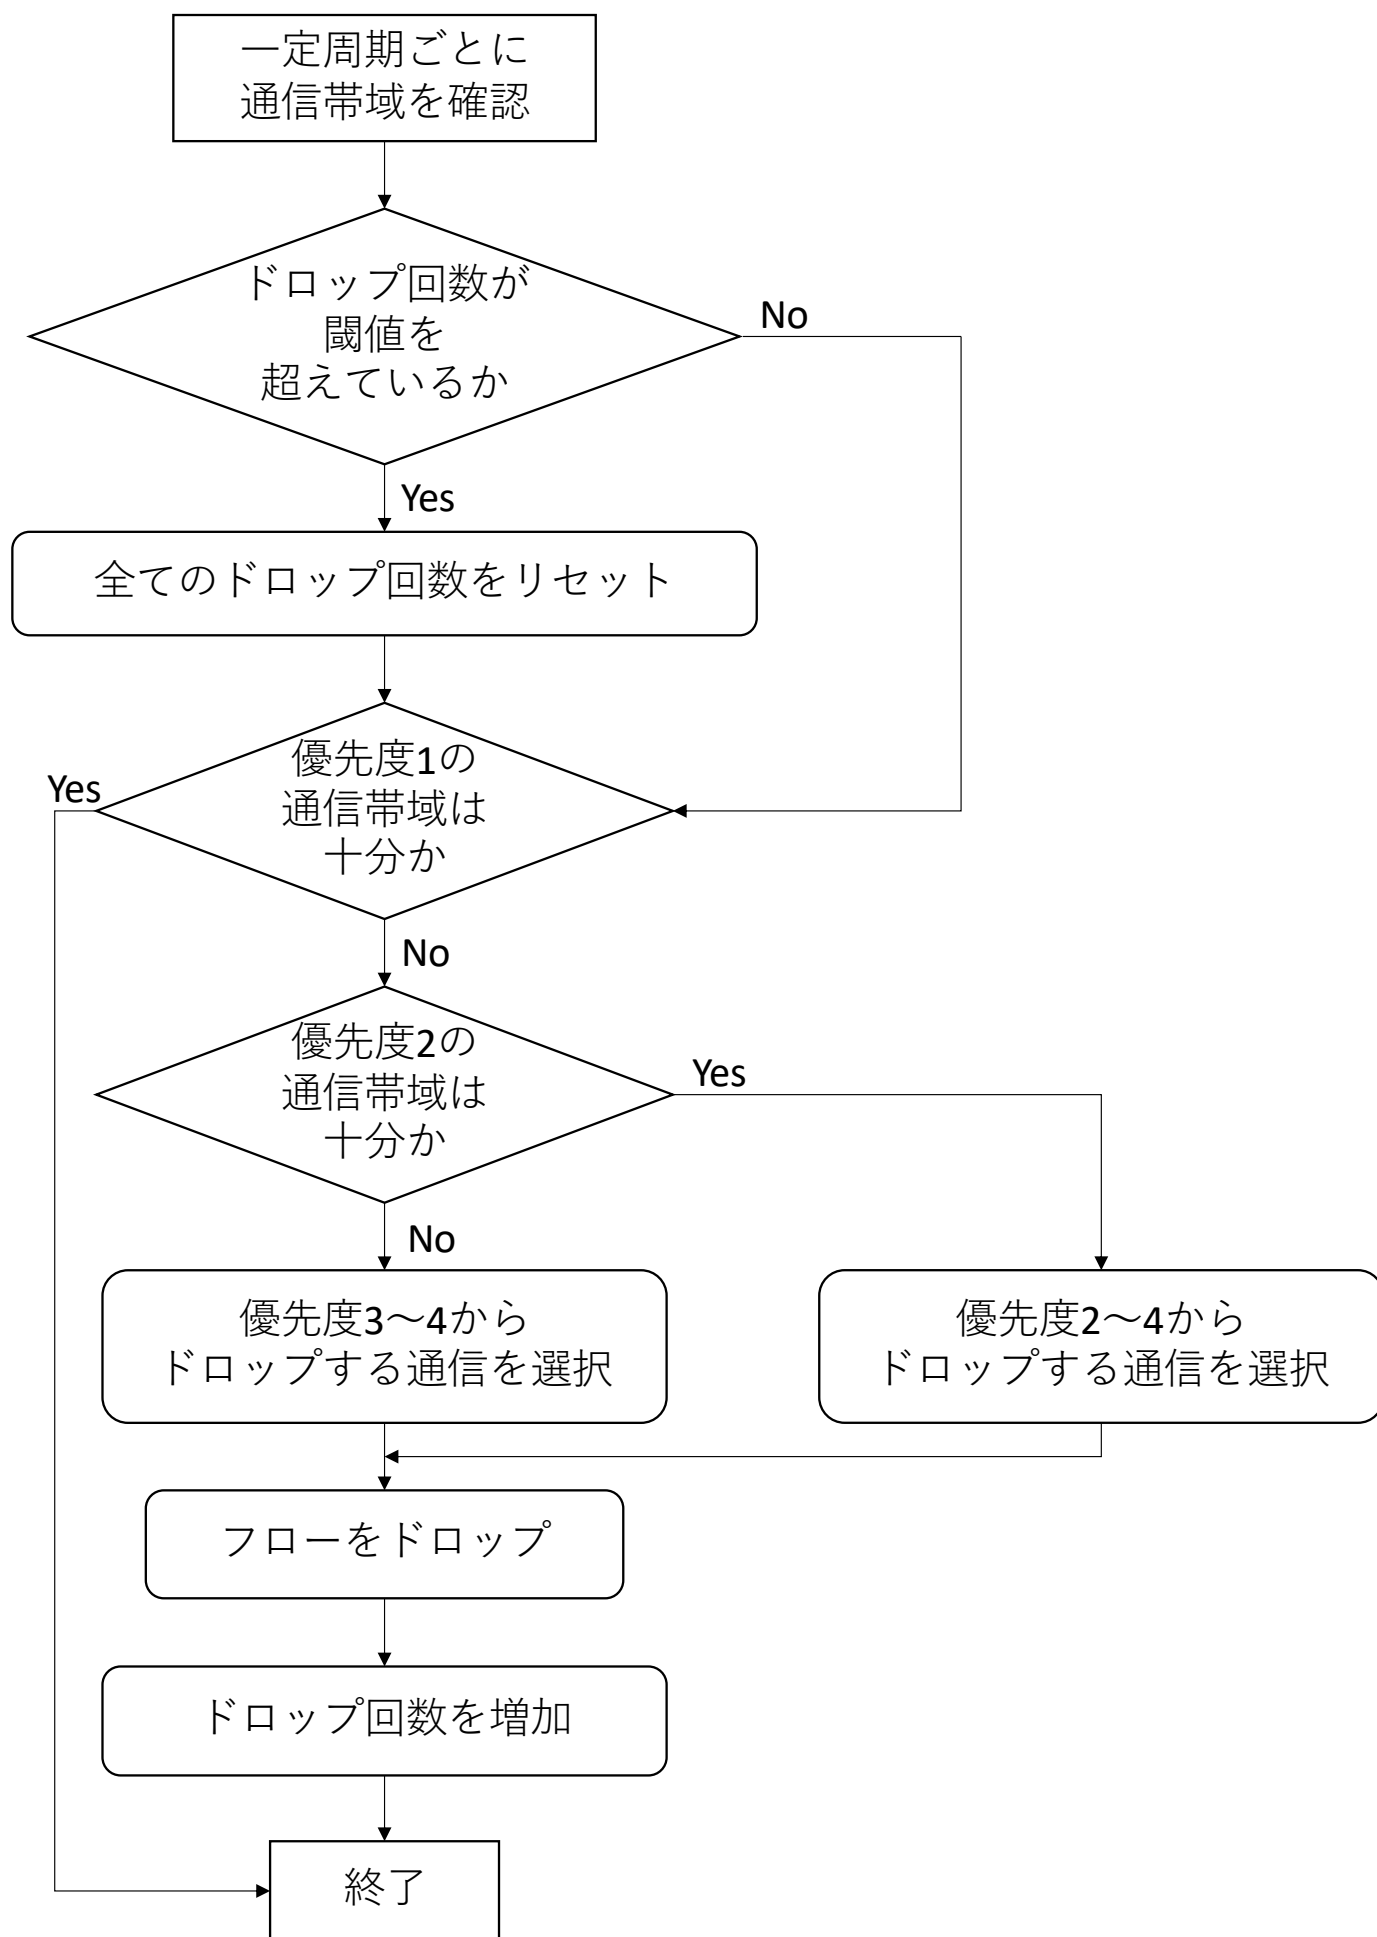 一定周期ごとに
通信帯域を確認
ドロップ回数が
閾値を
超えているか
No
Yes
全てのドロップ回数をリセット
優先度1の
通信帯域は
十分か
Yes
No
優先度2の
通信帯域は
十分か
Yes
No
優先度3～4から
ドロップする通信を選択
優先度2～4から
ドロップする通信を選択
フローをドロップ
ドロップ回数を増加
終了